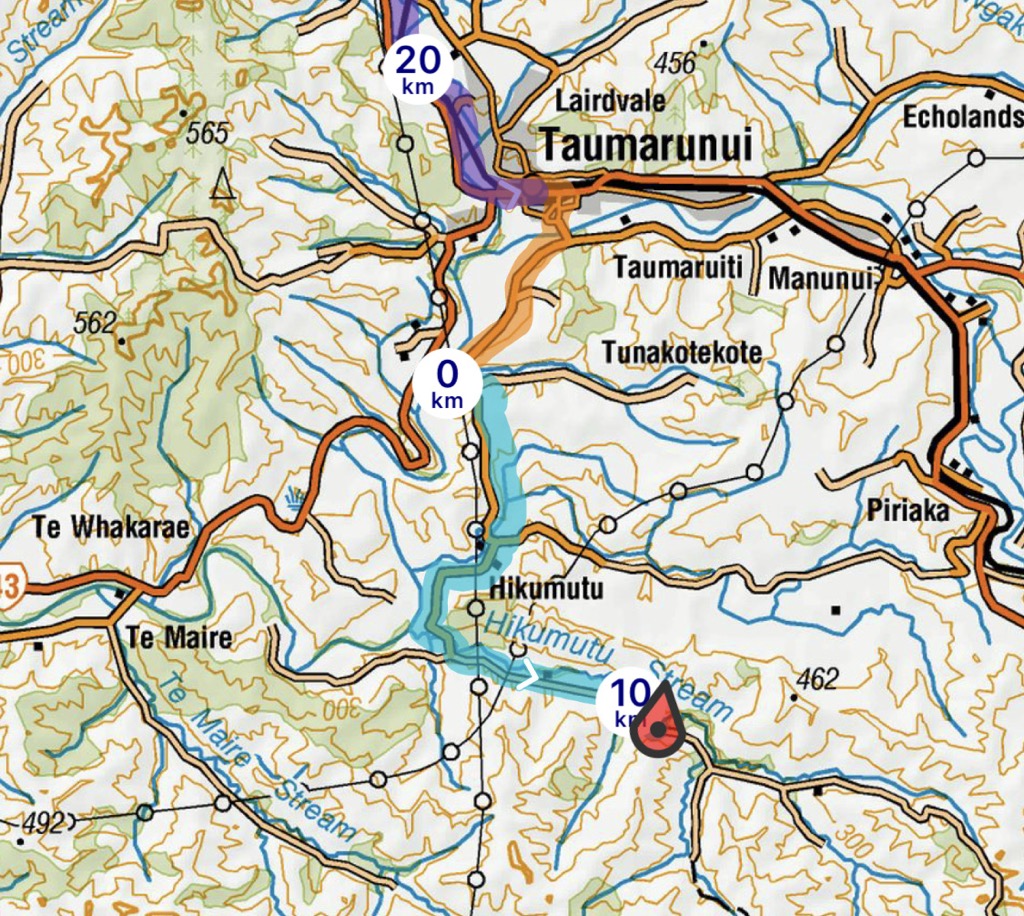 Stream
20
km
456
Lairdvale
565
Taumarunui
Echolands
Taumaruiti
Manunui
562
300
Tunakotekote
0
km
Piriaka
Te Whakarae
43
Hikumutu
Te Maire
Hikumutu Stream
10
km
462
300
Te Maire Stream
492
300